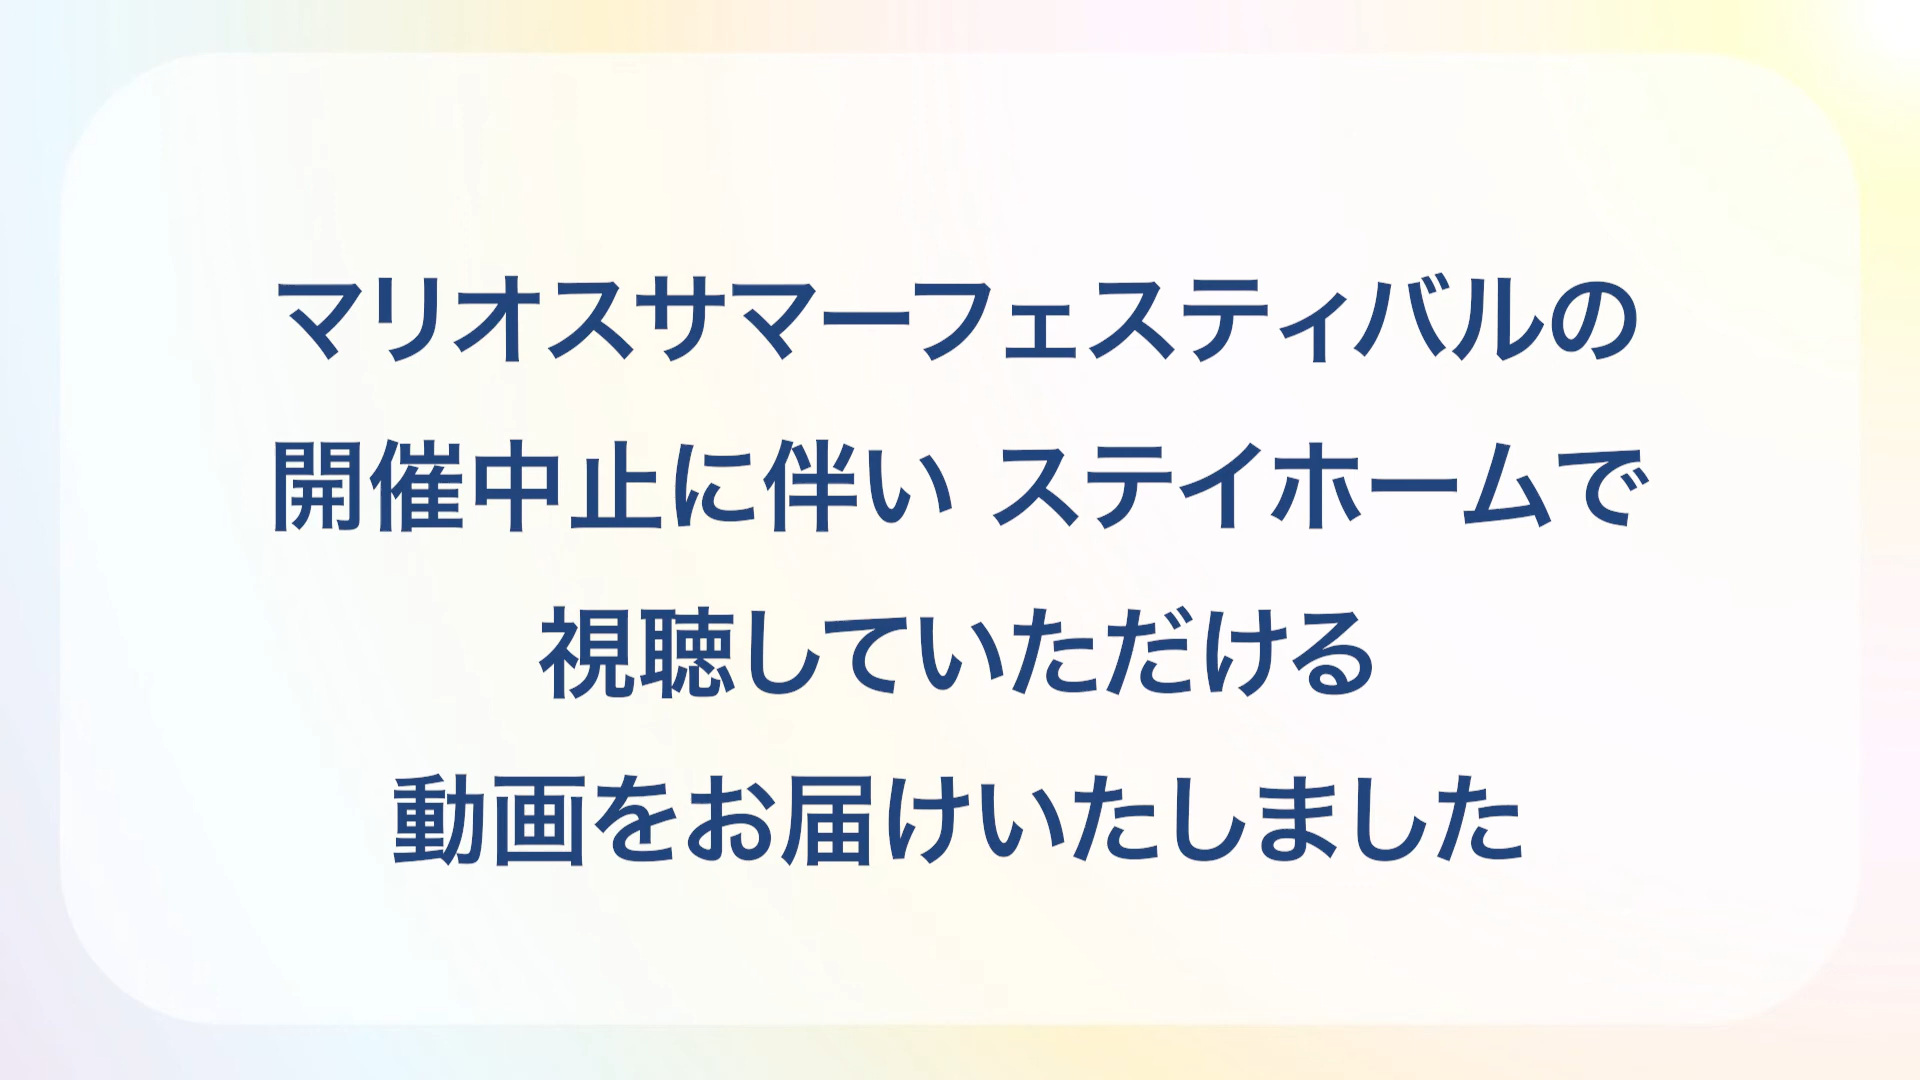 マリオスサマーフェスティバルの
開催中止に伴い ステイホームで
視聴していただける
動画をお届けいたしました